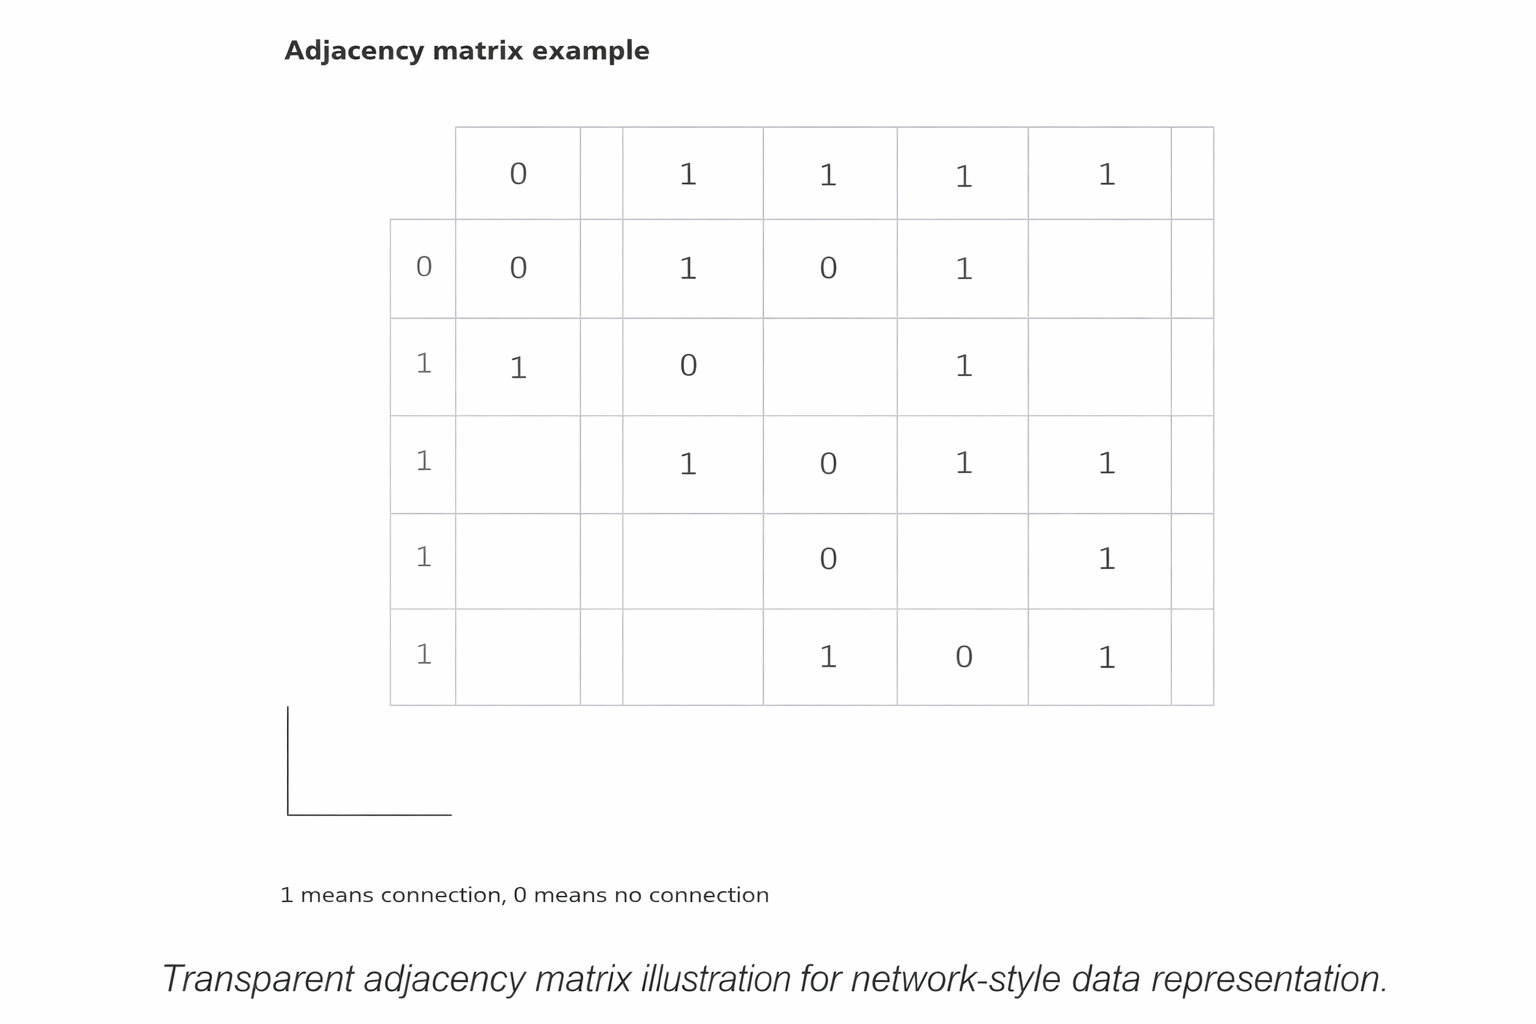 Adjacency matrix example
0 1 1 1 1
0 0 1 0 1
1 1 0 1
1 1 0 1 1
1 0 1
1 1 0 1
1 means connection, 0 means no connection
Transparent adjacency matrix illustration for network-style data representation.